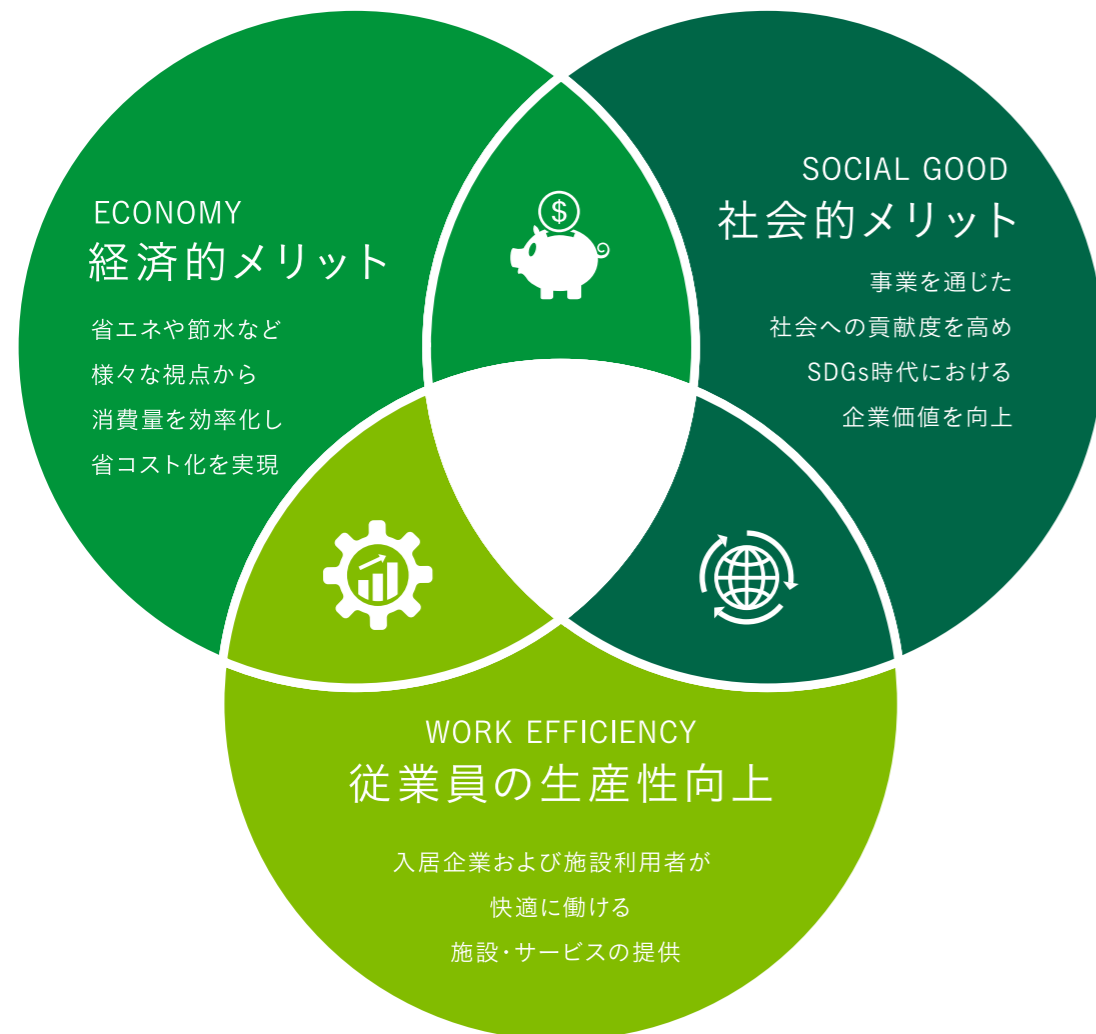 ECONOMY
経済的メリット
省エネや節水など
様々な視点から
消費量を効率化し
省コスト化を実現
SOCIAL GOOD
社会的メリット
事業を通じた
社会への貢献度を高め
SDGs時代における
企業価値を向上
$
WORK EFFICIENCY
従業員の生産性向上
入居企業および施設利用者が
快適に働ける
施設・サービスの提供